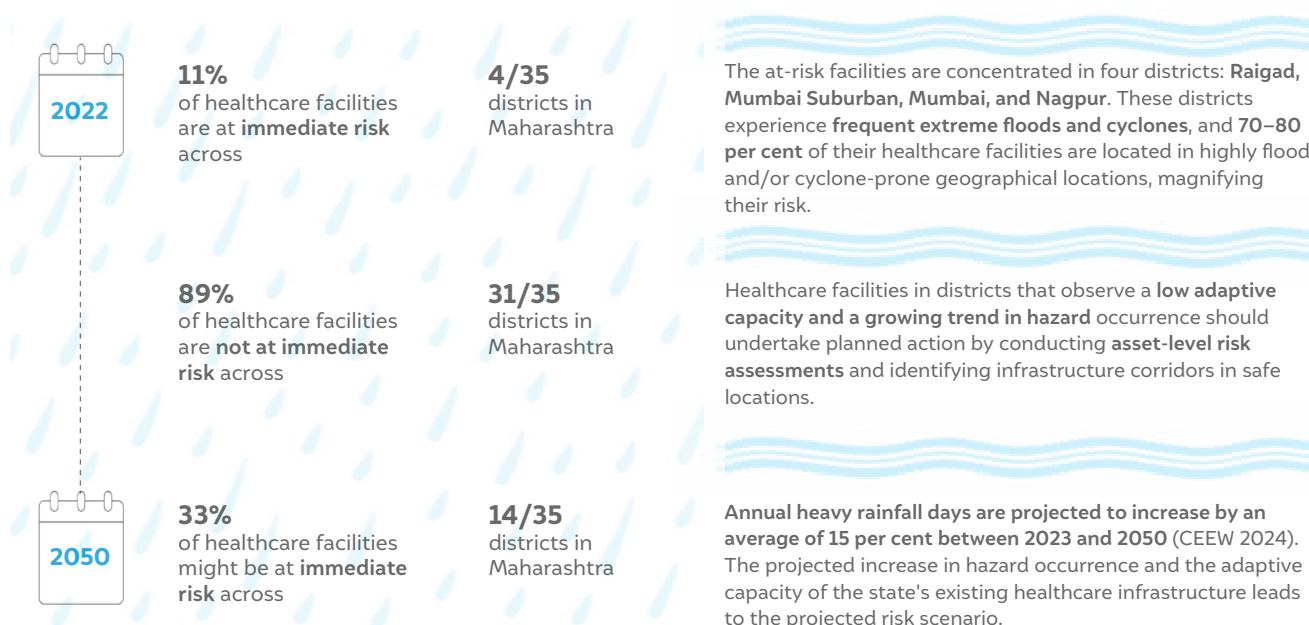 2022
11%
of healthcare facilities
are at immediate risk
across
4/35
districts in
Maharashtra
The at-risk facilities are concentrated in four districts: Raigad,
Mumbai Suburban, Mumbai, and Nagpur. These districts
experience frequent extreme floods and cyclones, and 70–80
per cent of their healthcare facilities are located in highly flood
and/or cyclone-prone geographical locations, magnifying
their risk.
89%
of healthcare facilities
are not at immediate
risk across
31/35
districts in
Maharashtra
Healthcare facilities in districts that observe a low adaptive
capacity and a growing trend in hazard occurrence should
undertake planned action by conducting asset-level risk
assessments and identifying infrastructure corridors in safe
locations.
2050
33%
of healthcare facilities
might be at immediate
risk across
14/35
districts in
Maharashtra
Annual heavy rainfall days are projected to increase by an
average of 15 per cent between 2023 and 2050 (CEEW 2024).
The projected increase in hazard occurrence and the adaptive
capacity of the state's existing healthcare infrastructure leads
to the projected risk scenario.